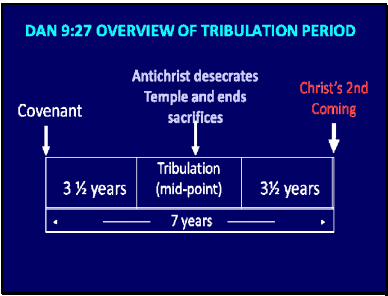 DAN 9:27 OVERVIEW OF TRIBULATION PERIOD
Antichrist desecrates
Temple and ends
sacrifices
Christ's 2nd
Coming
Covenant
3 ½ years
Tribulation
(mid-point)
3½ years
7 years